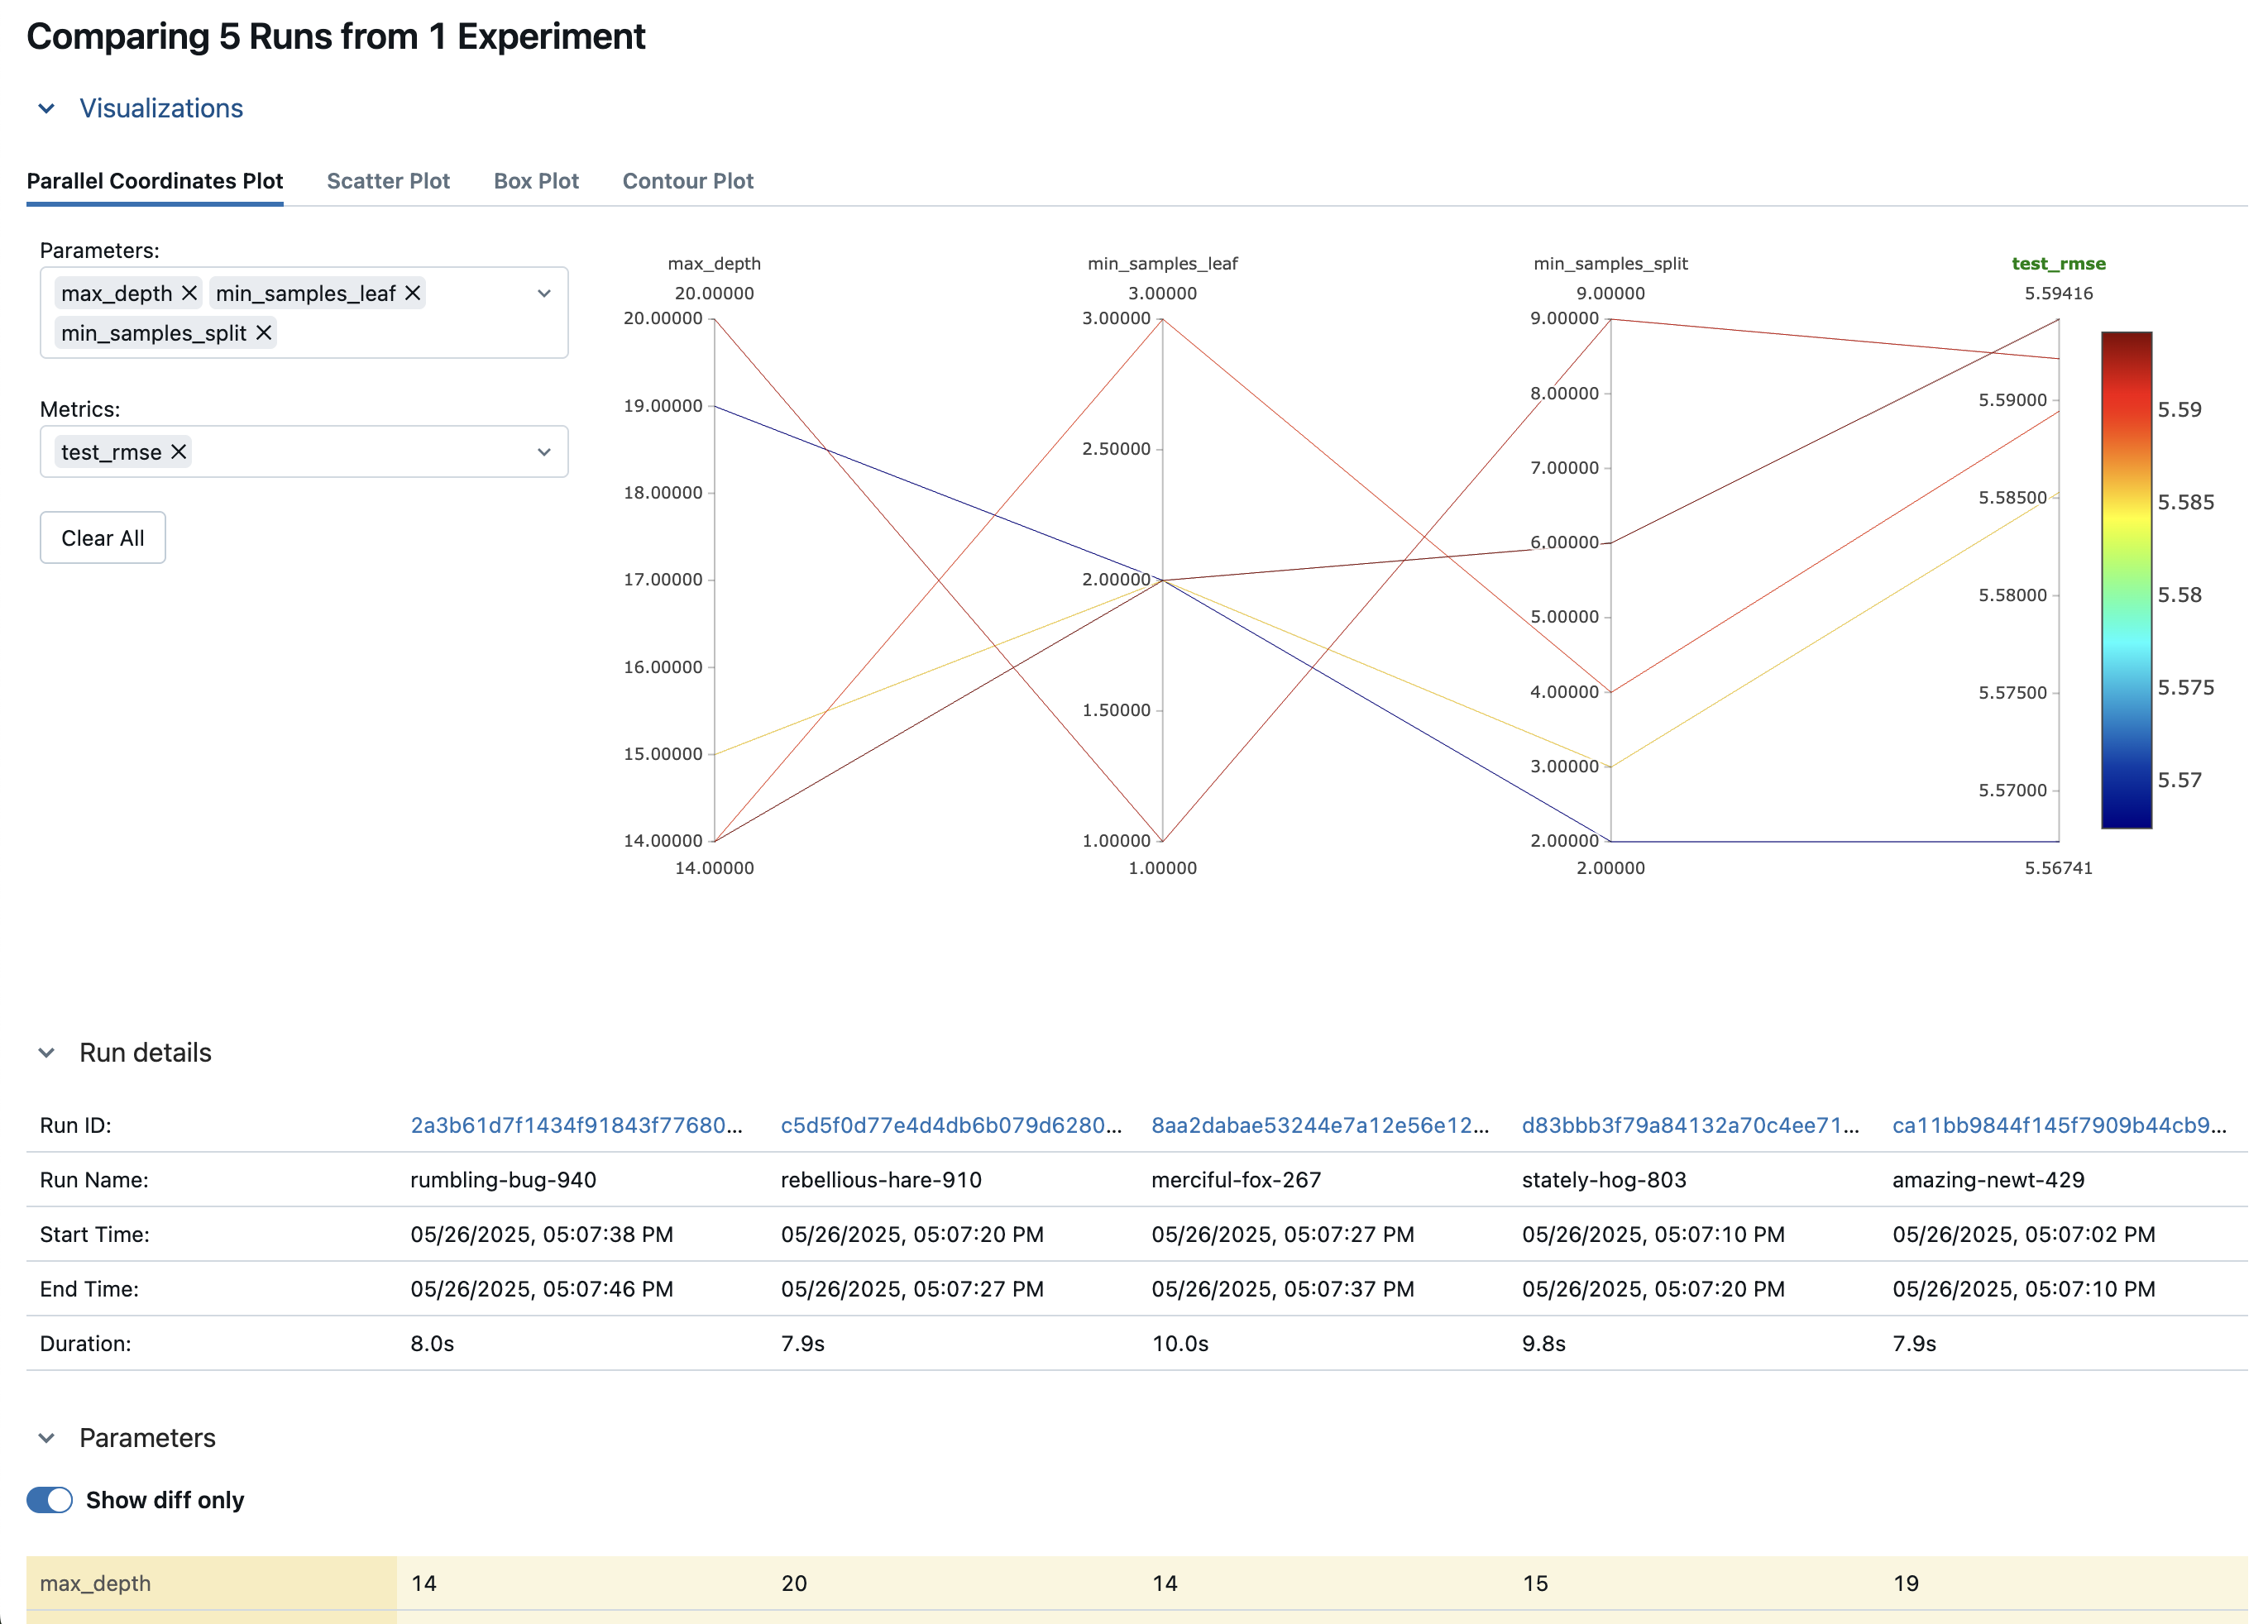 Comparing 5 Runs from 1 Experiment
Visualizations
Parallel Coordinates Plot Scatter Plot Box Plot Contour Plot
Parameters:
max_depth × min_samples_leaf ×
min_samples_split ×
Metrics:
test_rmse ×
Clear All
max_depth min_samples_leaf min_samples_split test_rmse
20.00000 3.00000 9.00000 5.59416
20.00000
19.00000
18.00000
17.00000
16.00000
15.00000
14.00000
14.00000
3.00000
2.50000
2.00000
1.50000
1.00000
1.00000
9.00000
8.00000
7.00000
6.00000
5.00000
4.00000
3.00000
2.00000
2.00000
5.59000
5.58500
5.58000
5.57500
5.57000
5.56741
5.59
5.585
5.58
5.575
5.57
Run details
Run ID: 2a3b61d7f1434f91843f77680... c5d5f0d77e4d4db6b079d6280... 8aa2dabae53244e7a12e56e12... d83bbb3f79a84132a70c4ee71... ca11bb9844f145f7909b44cb9...
Run Name: rumbling-bug-940 rebellious-hare-910 merciful-fox-267 stately-hog-803 amazing-newt-429
Start Time: 05/26/2025, 05:07:38 PM 05/26/2025, 05:07:20 PM 05/26/2025, 05:07:27 PM 05/26/2025, 05:07:10 PM 05/26/2025, 05:07:02 PM
End Time: 05/26/2025, 05:07:46 PM 05/26/2025, 05:07:27 PM 05/26/2025, 05:07:37 PM 05/26/2025, 05:07:20 PM 05/26/2025, 05:07:10 PM
Duration: 8.0s 7.9s 10.0s 9.8s 7.9s
Parameters
Show diff only
max_depth 14 20 14 15 19